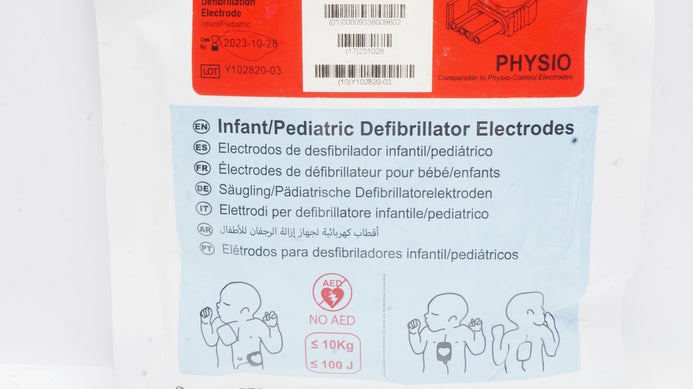 Defibrillation
Electrode
Infant/Pediatric
Use By 2023-10-28
LOT Y102820-03
(01)00009336009602
(17)231028
(10)Y102820-03
PHYSIO
Comparable to Physio-Control Electrodes
EN Infant/Pediatric Defibrillator Electrodes
ES Electrodos de desfibrilador infantil/pediátrico
FR Électrodes de défibrillateur pour bébé/enfants
DE Säugling/Pädiatrische Defibrillatorelektroden
IT Elettrodi per defibrillatore infantile/pediatrico
AR أقطاب كهربائية لجهاز إزالة الرجفان للأطفال
PT Elétrodos para desfibriladores infantil/pediátricos
AED
NO AED
≤ 10Kg
≤ 100 J